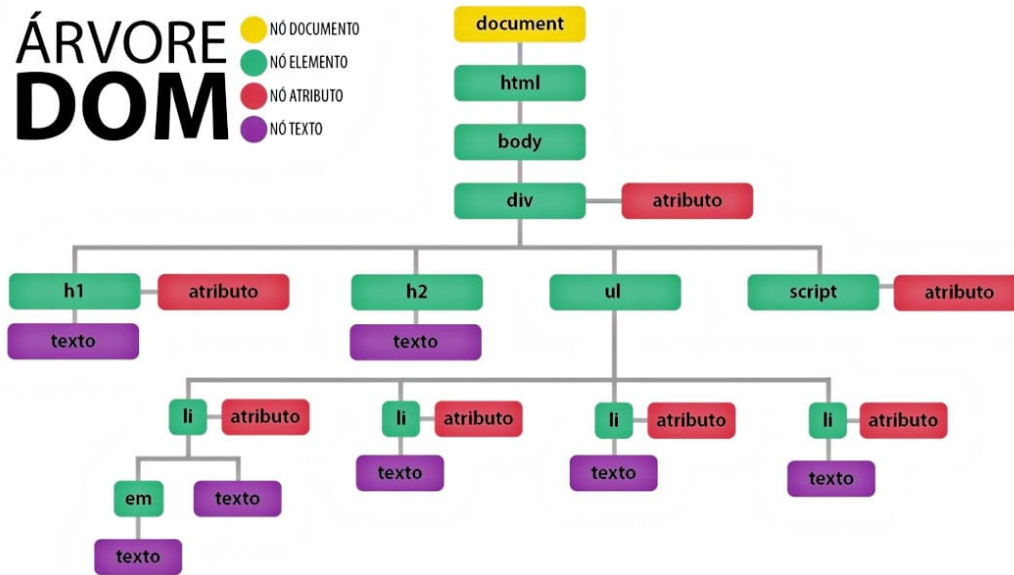 ÁRVORE
DOM
NÓ DOCUMENTO
NÓ ELEMENTO
NÓ ATRIBUTO
NÓ TEXTO
document
html
body
div
atributo
h1
atributo
h2
ul
script
atributo
texto
texto
li
atributo
li
atributo
li
atributo
li
atributo
texto
texto
texto
em
texto
texto